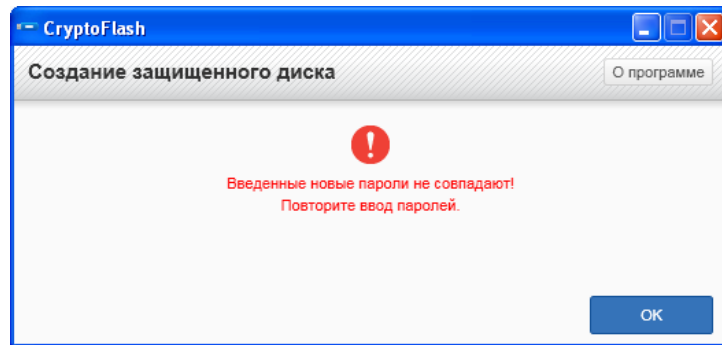 CryptoFlash
Создание защищенного диска
О программе
Введенные новые пароли не совпадают!
Повторите ввод паролей.
OK